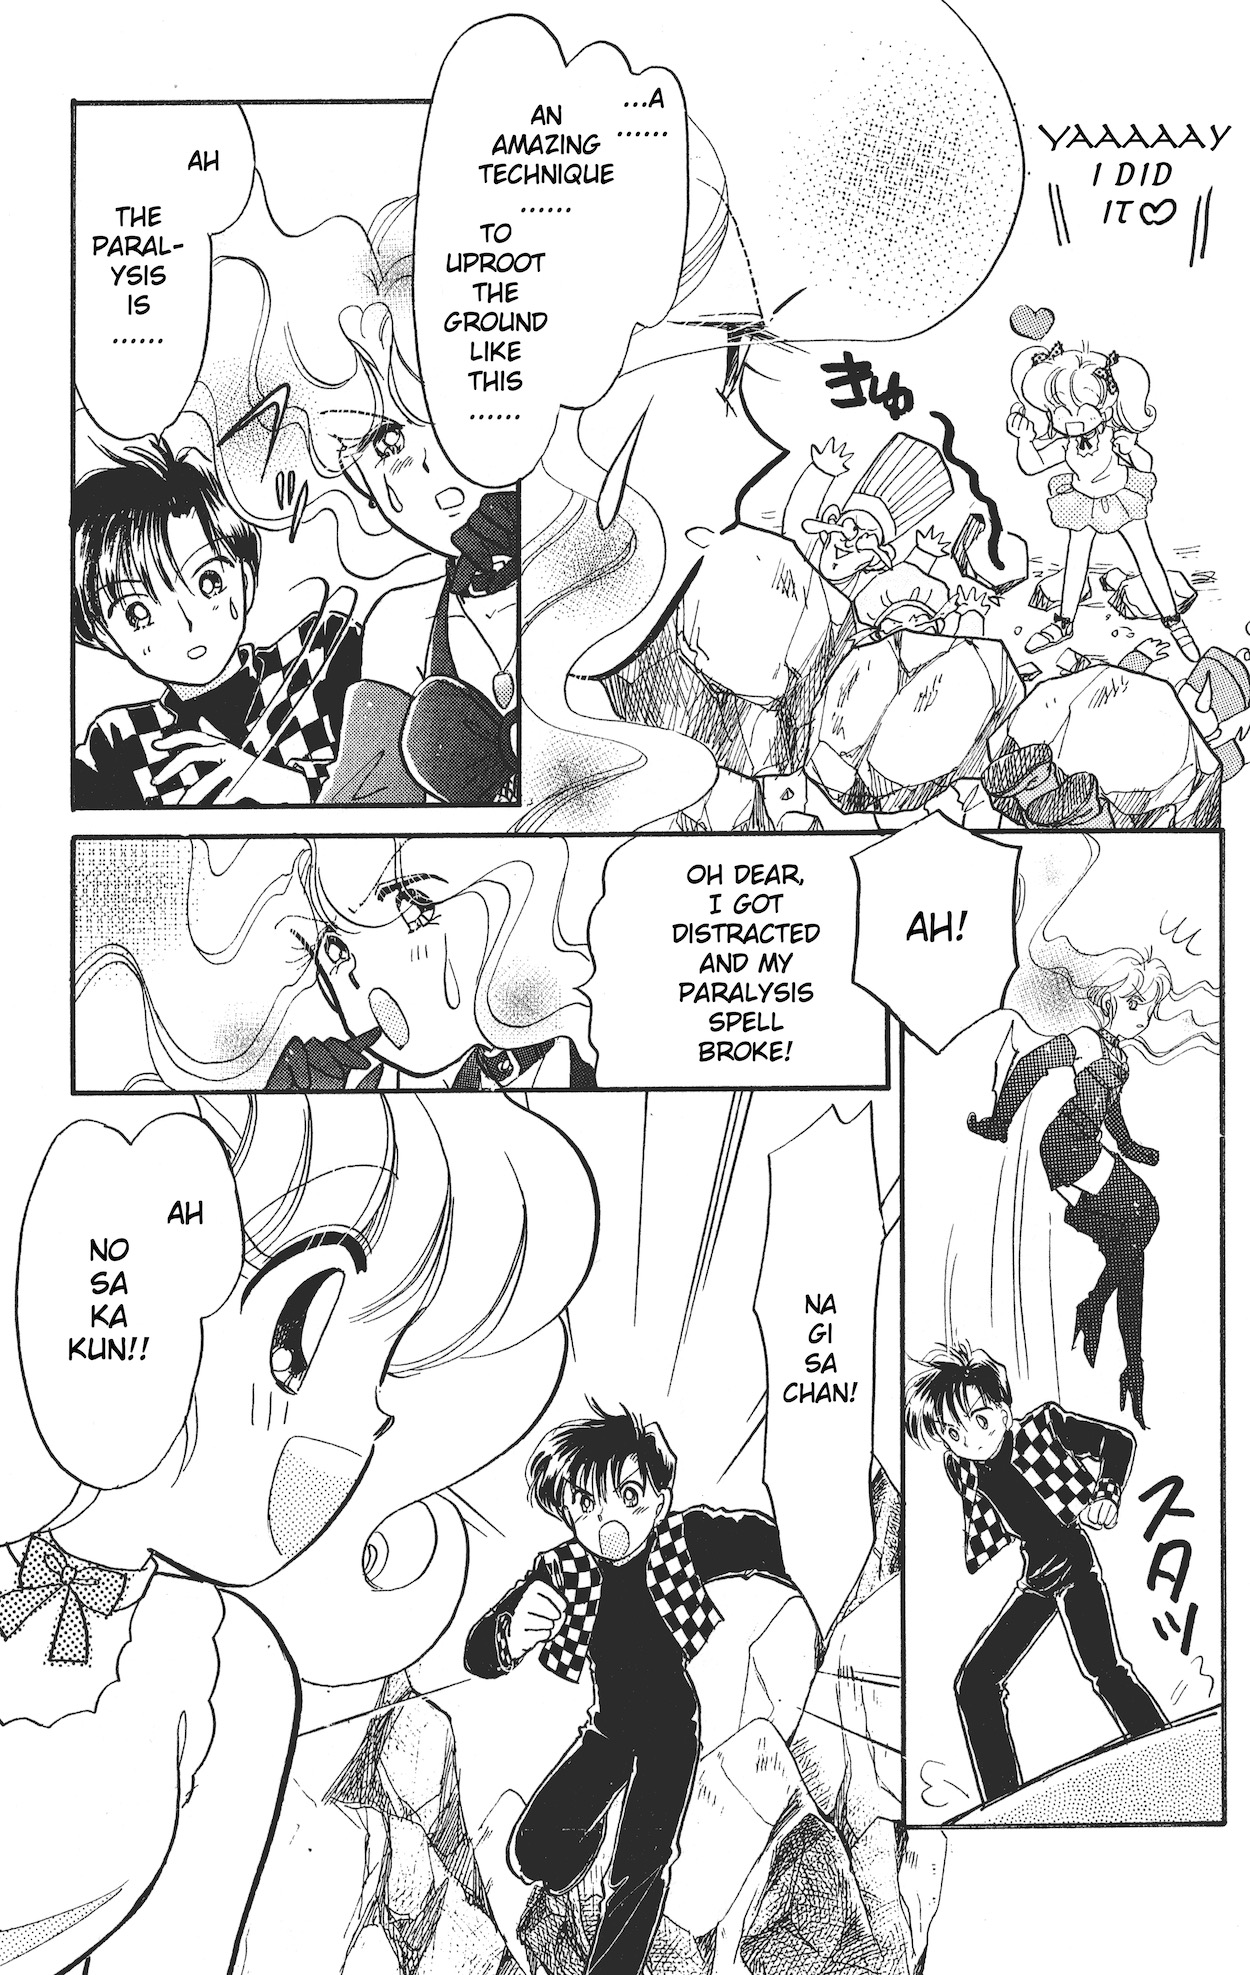 YAAAAAY
I DID
IT♡
きしゅ
...A
......
AN
AMAZING
TECHNIQUE
......
TO
UPROOT
THE
GROUND
LIKE
THIS
......
AH
THE
PARAL-
YSIS
IS
......
AH!
OH DEAR,
I GOT
DISTRACTED
AND MY
PARALYSIS
SPELL
BROKE!
スタッ
NA
GI
SA
CHAN!
AH
NO
SA
KA
KUN!!